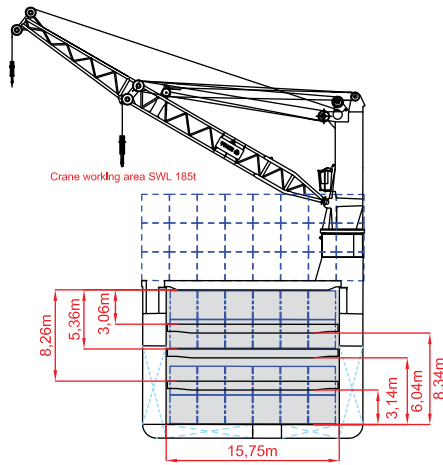 Crane working area SWL 185t
8,26m
5,36m
3,06m
3,14m
6,04m
8,34m
15,75m